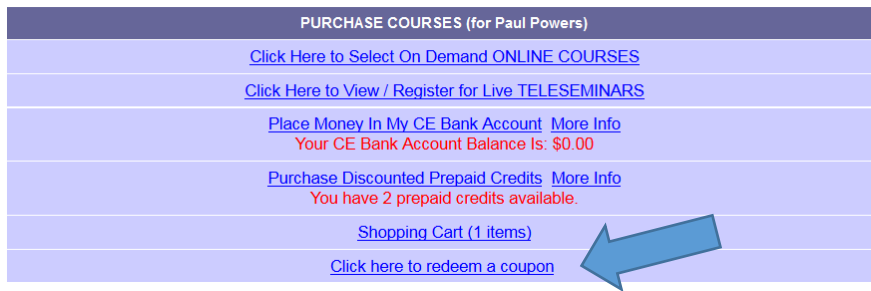 PURCHASE COURSES (for Paul Powers)
Click Here to Select On Demand ONLINE COURSES
Click Here to View / Register for Live TELESEMINARS
Place Money In My CE Bank Account More Info
Your CE Bank Account Balance Is: $0.00
Purchase Discounted Prepaid Credits More Info
You have 2 prepaid credits available.
Shopping Cart (1 items)
Click here to redeem a coupon